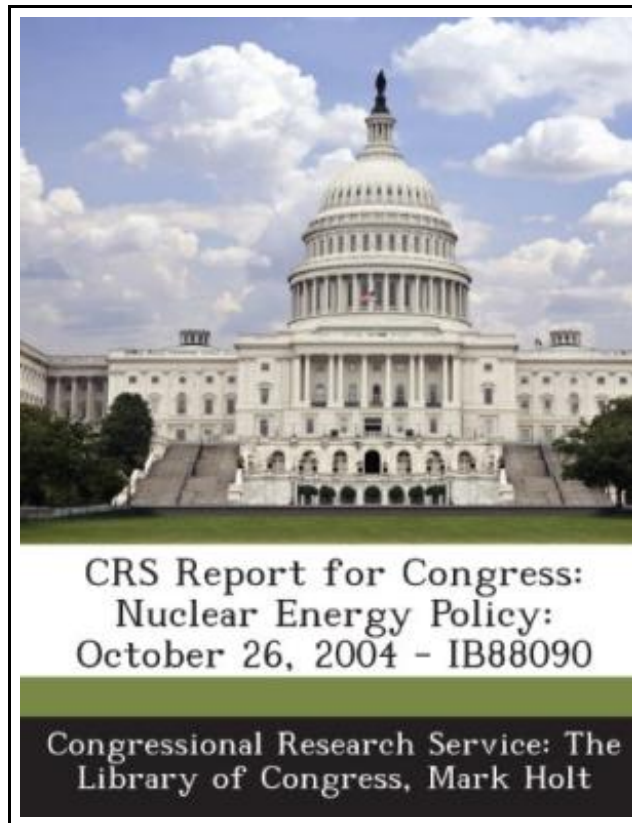 CRS Report for Congress:
Nuclear Energy Policy:
October 26, 2004 - IB88090
Congressional Research Service: The
Library of Congress, Mark Holt